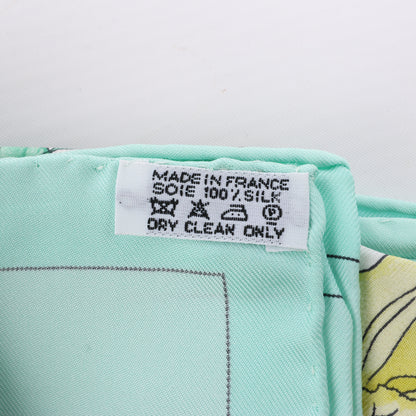 MADE IN FRANCE
SOIE 100% SILK
P
DRY CLEAN ONLY